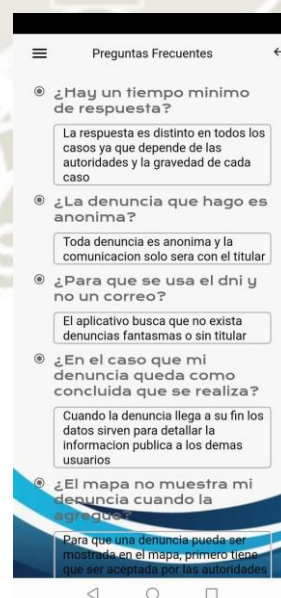 Preguntas Frecuentes
¿Hay un tiempo minimo
de respuesta?
La respuesta es distinto en todos los
casos ya que depende de las
autoridades y la gravedad de cada
caso
¿La denuncia que hago es
anonima?
Toda denuncia es anonima y la
comunicacion solo sera con el titular
¿Para que se usa el dni y
no un correo?
El aplicativo busca que no exista
denuncias fantasmas o sin titular
¿En el caso que mi
denuncia queda como
concluida que se realiza?
Cuando la denuncia llega a su fin los
datos sirven para detallar la
informacion publica a los demas
usuarios
¿El mapa no muestra mi
denuncia cuando la
agregue?
Para que una denuncia pueda ser
mostrada en el mapa, primero tiene
que ser aceptada por las autoridades